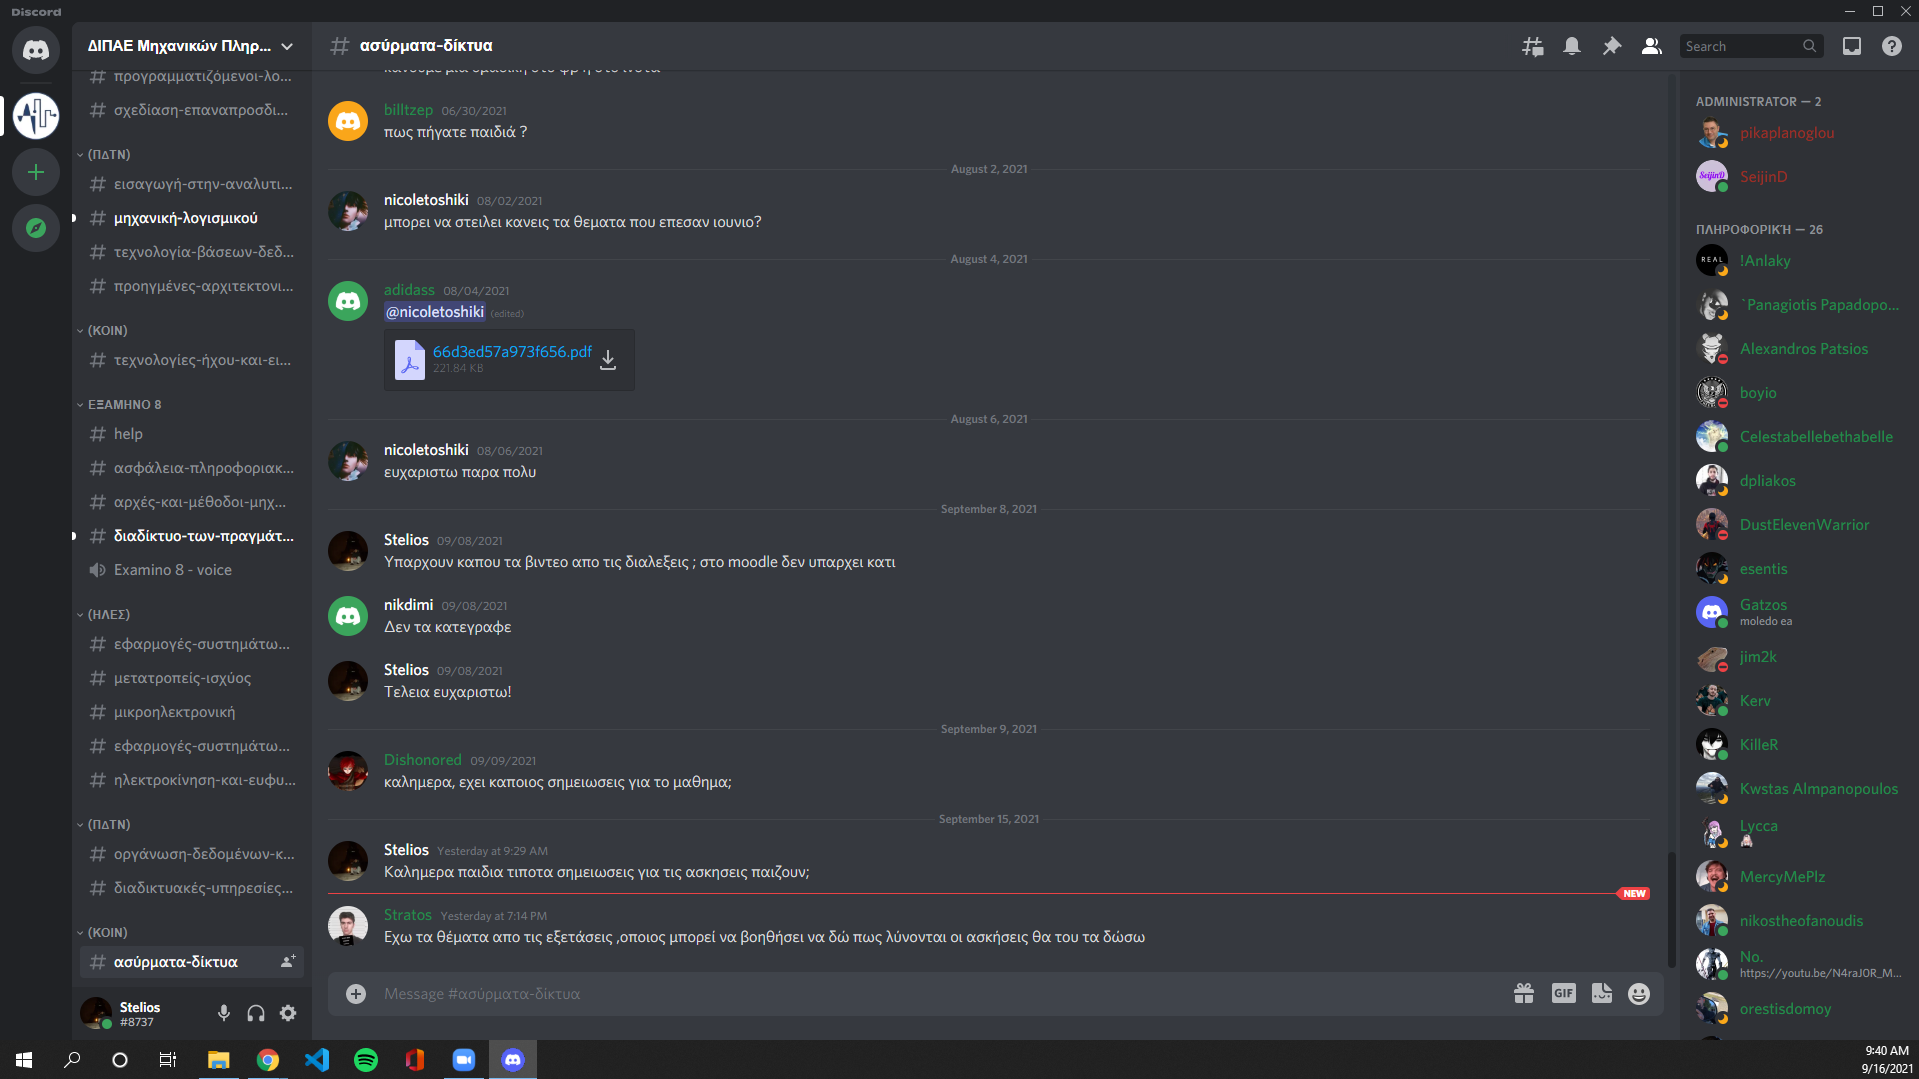 Discord
ΔΙΠΑΕ Μηχανικών Πληρ...
προγραμματιζόμενοι-λο...
σχεδίαση-επαναπροσδι...
(ΠΔΤΝ)
εισαγωγή-στην-αναλυτι...
μηχανική-λογισμικού
τεχνολογία-βάσεων-δεδ...
προηγμένες-αρχιτεκτονι...
(ΚΟΙΝ)
τεχνολογίες-ήχου-και-ει...
ΕΞΑΜΗΝΟ 8
help
ασφάλεια-πληροφοριακ...
αρχές-και-μέθοδοι-μηχ...
διαδίκτυο-των-πραγμάτ...
Examino 8 - voice
(ΗΛΕΣ)
εφαρμογές-συστημάτω...
μετατροπείς-ισχύος
μικροηλεκτρονική
εφαρμογές-συστημάτω...
ηλεκτροκίνηση-και-ευφυ...
(ΠΔΤΝ)
οργάνωση-δεδομένων-κ...
διαδικτυακές-υπηρεσίες...
(ΚΟΙΝ)
ασύρματα-δίκτυα
Stelios
#8737
ασύρματα-δίκτυα
Search
billtzep 06/30/2021
πως πήγατε παιδιά ?
August 2, 2021
nicoletoshiki 08/02/2021
μπορει να στειλει κανεις τα θεματα που επεσαν ιουνιο?
August 4, 2021
adidass 08/04/2021
@nicoletoshiki (edited)
66d3ed57a973f656.pdf
221.84 KB
August 6, 2021
nicoletoshiki 08/06/2021
ευχαριστω παρα πολυ
September 8, 2021
Stelios 09/08/2021
Υπαρχουν καπου τα βιντεο απο τις διαλεξεις ; στο moodle δεν υπαρχει κατι
nikdimi 09/08/2021
Δεν τα κατεγραφε
Stelios 09/08/2021
Τελεια ευχαριστω!
September 9, 2021
Dishonored 09/09/2021
καλημερα, εχει καποιος σημειωσεις για το μαθημα;
September 15, 2021
Stelios Yesterday at 9:29 AM
Καλημερα παιδια τιποτα σημειωσεις για τις ασκησεις παιζουν;
NEW
Stratos Yesterday at 7:14 PM
Εχω τα θέματα απο τις εξετάσεις ,οποιος μπορεί να βοηθήσει να δώ πως λύνονται οι ασκήσεις θα του τα δώσω
Message #ασύρματα-δίκτυα
GIF
ADMINISTRATOR — 2
pikaplanoglou
SeijinD
SeijinD
ΠΛΗΡΟΦΟΡΙΚΉ — 26
REAL
!Anlaky
`Panagiotis Papadopo...
Alexandros Patsios
boyio
Celestabellebethabelle
dpliakos
DustElevenWarrior
esentis
Gatzos
moledo ea
jim2k
Kerv
KilleR
Kwstas Almpanopoulos
Lycca
MercyMePlz
nikostheofanoudis
No.
https://youtu.be/N4raJ0R_M...
orestisdomoy
9:40 AM
9/16/2021